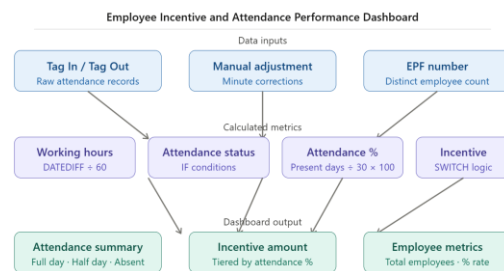 Employee Incentive and Attendance Performance Dashboard
Data inputs
Tag In / Tag Out
Raw attendance records
Manual adjustment
Minute corrections
EPF number
Distinct employee count
Calculated metrics
Working hours
DATEDIFF ÷ 60
Attendance status
IF conditions
Attendance %
Present days ÷ 30 × 100
Incentive
SWITCH logic
Dashboard output
Attendance summary
Full day · Half day · Absent
Incentive amount
Tiered by attendance %
Employee metrics
Total employees · % rate